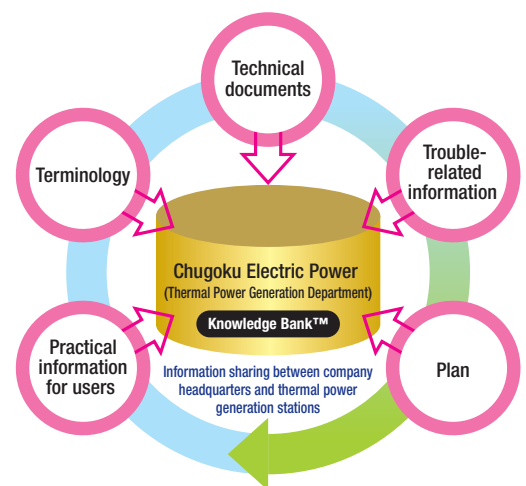 Technical
documents
Trouble-
related
information
Terminology
Chugoku Electric Power
(Thermal Power Generation Department)
Knowledge Bank™
Practical
information
for users
Information sharing between company
headquarters and thermal power
generation stations
Plan